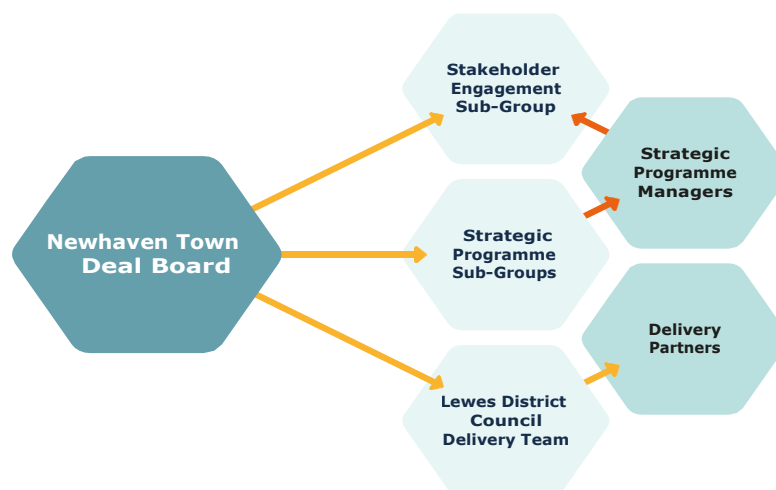 Newhaven Town
Deal Board
Stakeholder
Engagement
Sub-Group
Strategic
Programme
Sub-Groups
Lewes District
Council
Delivery Team
Strategic
Programme
Managers
Delivery
Partners